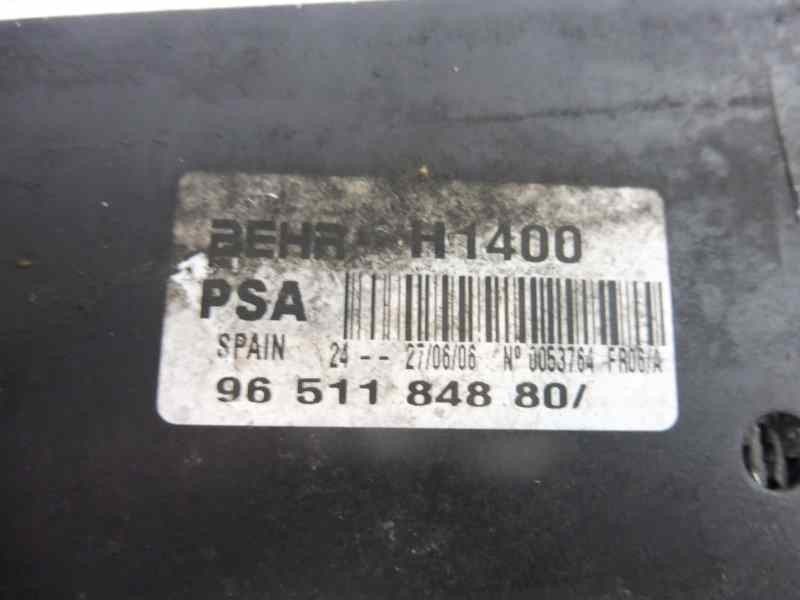 BEHR H1400
PSA
SPAIN 24 -- 27/06/06 Nº 0053764 FR06/A
96 511 848 80/